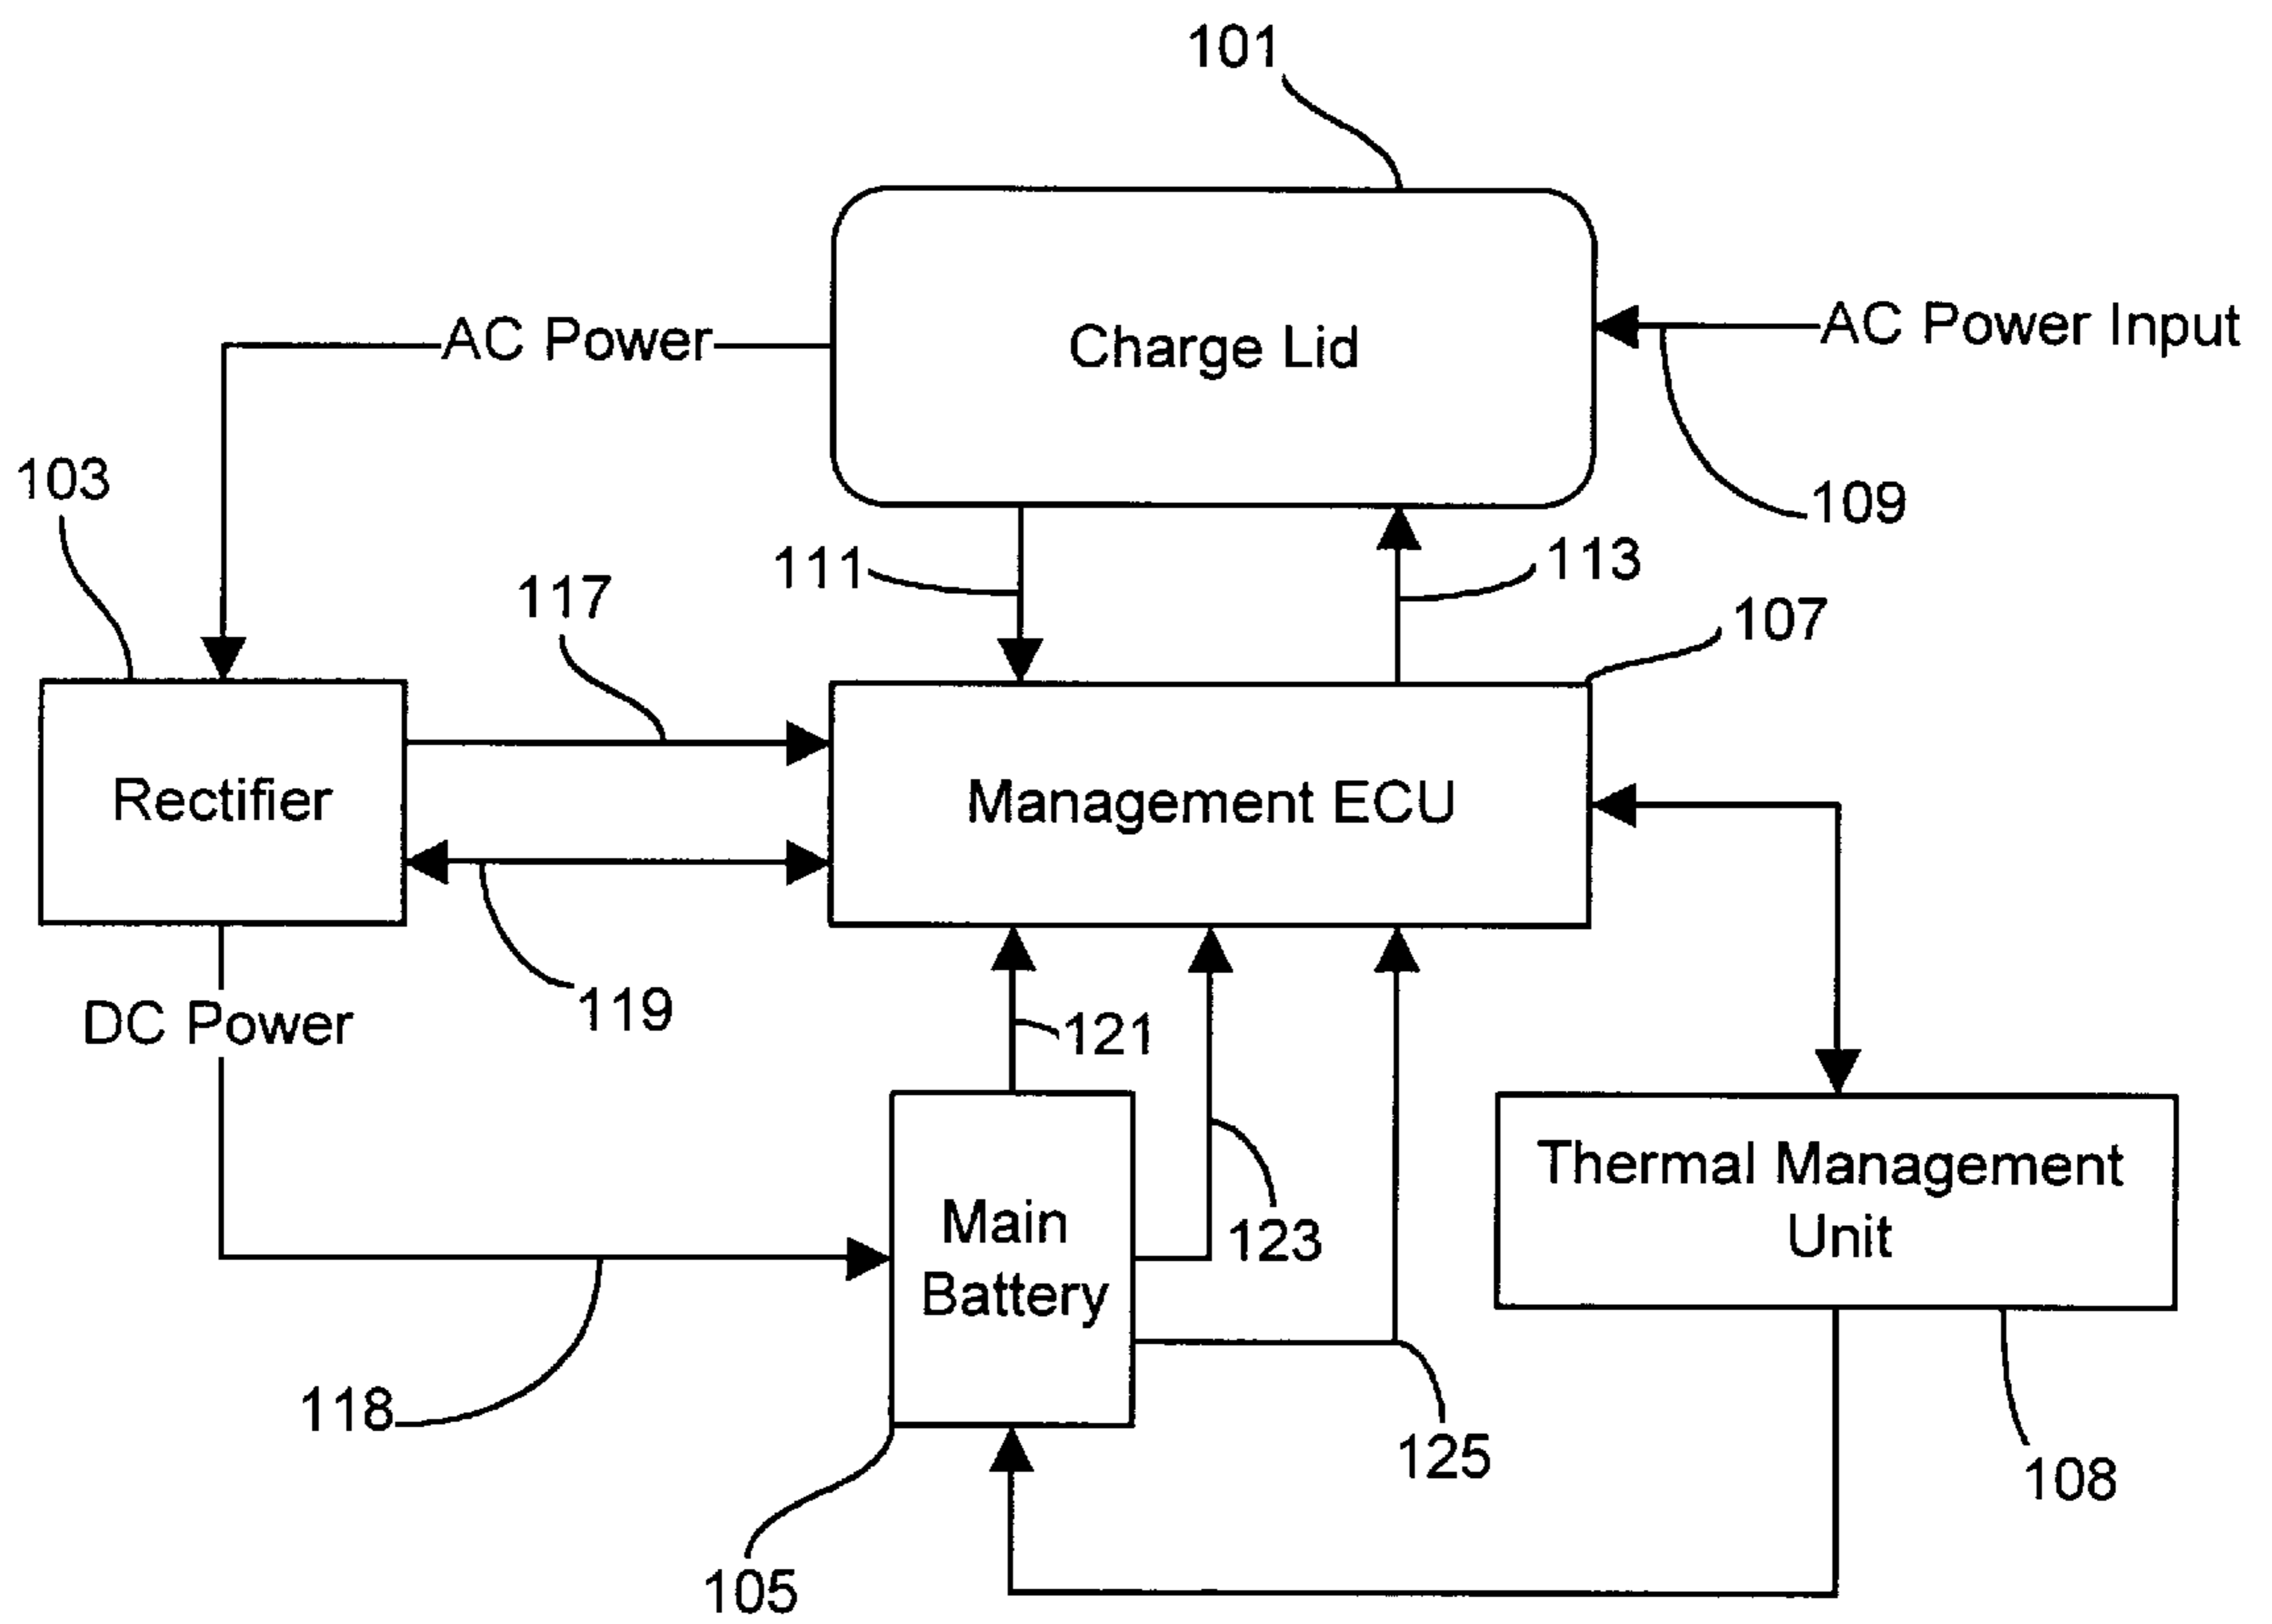 101
AC Power
Charge Lid
AC Power Input
103
109
111
113
117
107
Rectifier
Management ECU
119
DC Power
121
Thermal Management
Unit
Main
Battery
123
118
125
108
105